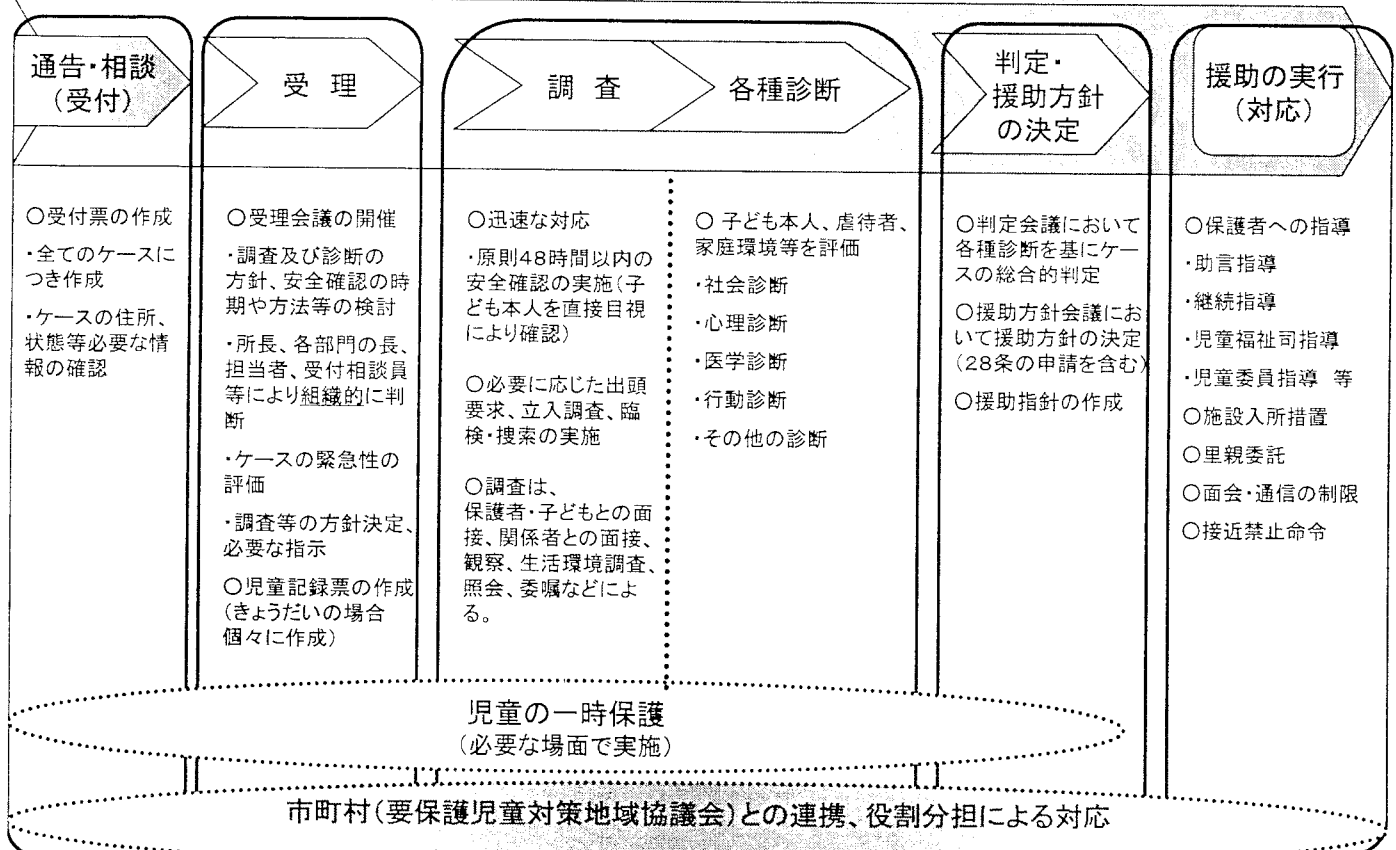 通告・相談
（受付）
受　理
調　査
各種診断
判定・
援助方針
の決定
援助の実行
（対応）
○受付票の作成
・全てのケースに
つき作成
・ケースの住所、
状態等必要な情
報の確認
○受理会議の開催
・調査及び診断の
方針、安全確認の時
期や方法等の検討
・所長、各部門の長、
担当者、受付相談員
等により組織的に判
断
・ケースの緊急性の
評価
・調査等の方針決定、
必要な指示
○児童記録票の作成
（きょうだいの場合
個々に作成）
○迅速な対応
・原則48時間以内の
安全確認の実施（子
ども本人を直接目視
により確認）
○必要に応じた出頭
要求、立入調査、臨
検・捜索の実施
○調査は、
保護者・子どもとの面
接、関係者との面接、
観察、生活環境調査、
照会、委嘱などによ
る。
○ 子ども本人、虐待者、
家庭環境等を評価
・社会診断
・心理診断
・医学診断
・行動診断
・その他の診断
○判定会議において
各種診断を基にケー
スの総合的判定
○援助方針会議にお
いて援助方針の決定
（28条の申請を含む）
○援助指針の作成
○保護者への指導
・助言指導
・継続指導
・児童福祉司指導
・児童委員指導　等
○施設入所措置
○里親委託
○面会・通信の制限
○接近禁止命令
児童の一時保護
（必要な場面で実施）
市町村（要保護児童対策地域協議会）との連携、役割分担による対応